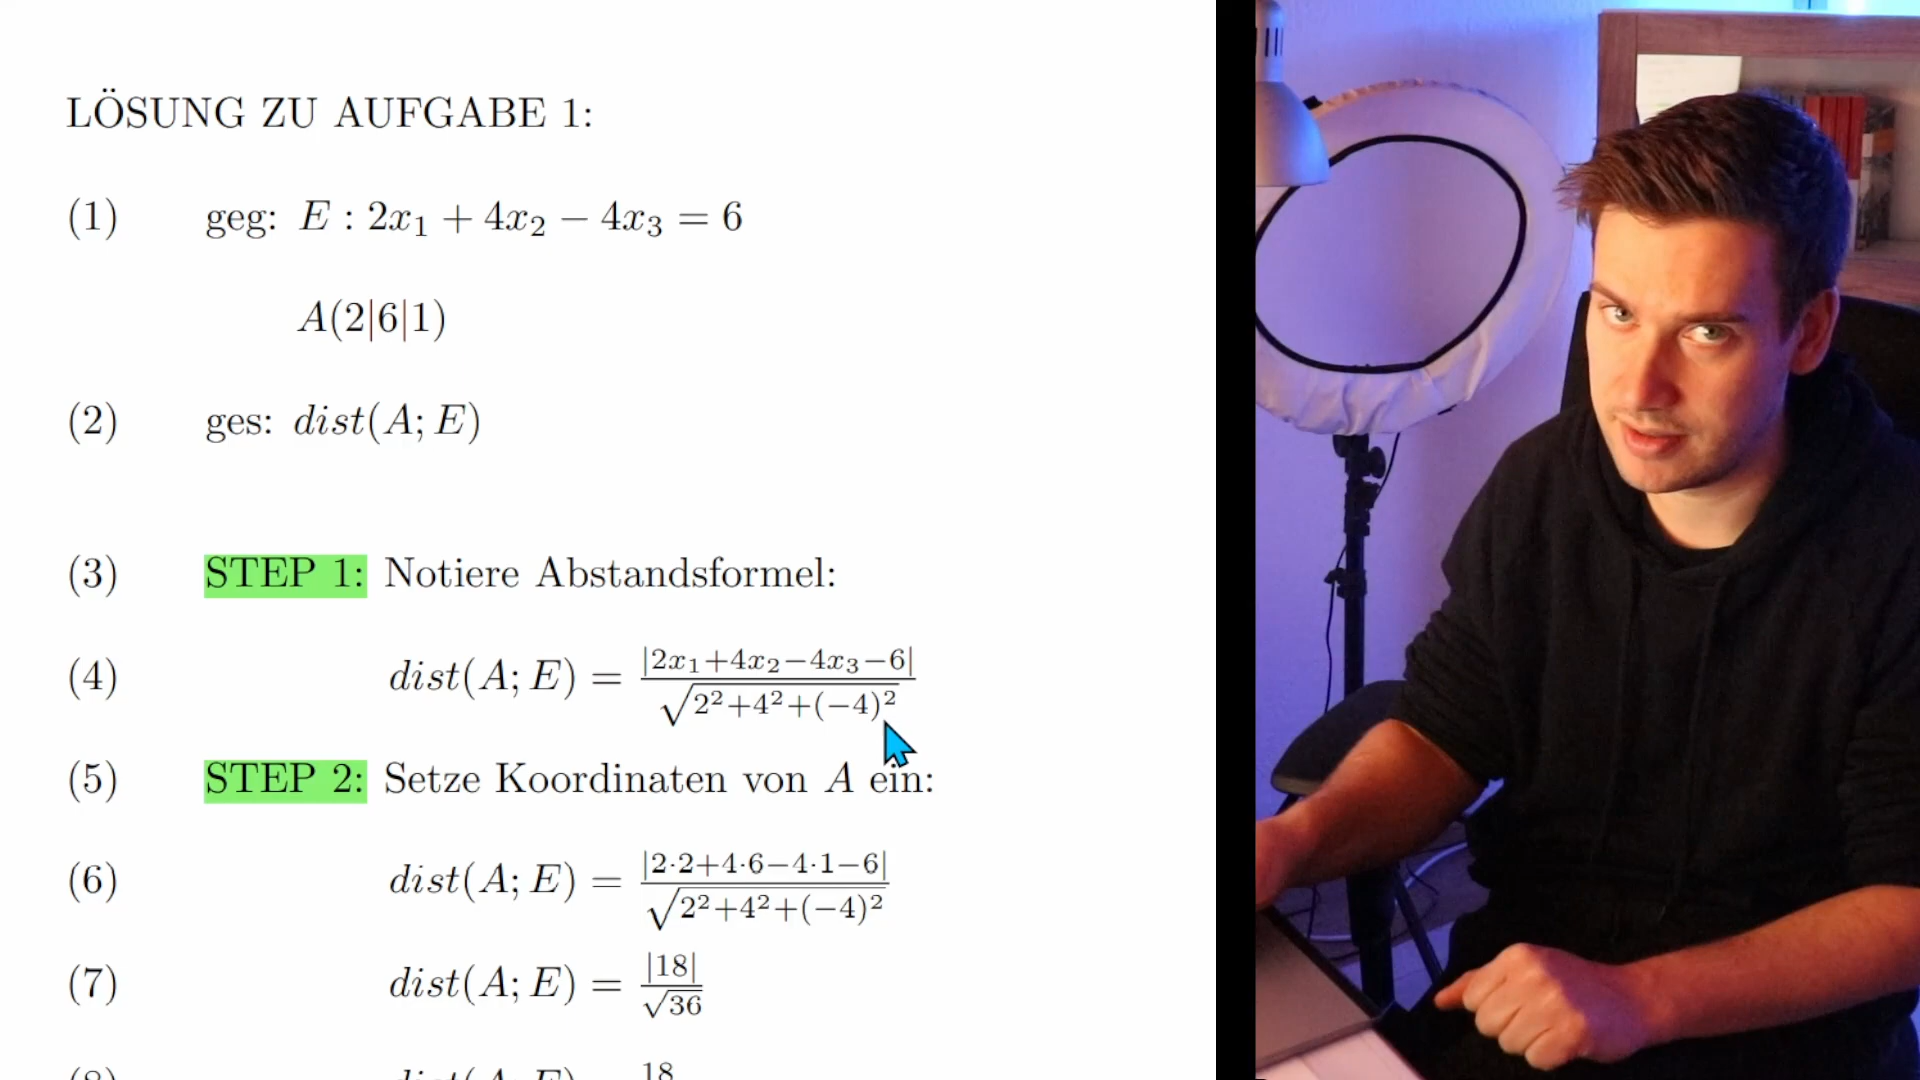 LÖSUNG ZU AUFGABE 1:
(1) geg: E : 2x₁ + 4x₂ − 4x₃ = 6
A(2|6|1)
(2) ges: dist(A; E)
(3) STEP 1: Notiere Abstandsformel:
(4) dist(A; E) = |2x₁+4x₂−4x₃−6| / √(2²+4²+(−4)²)
(5) STEP 2: Setze Koordinaten von A ein:
(6) dist(A; E) = |2·2+4·6−4·1−6| / √(2²+4²+(−4)²)
(7) dist(A; E) = |18| / √36
18